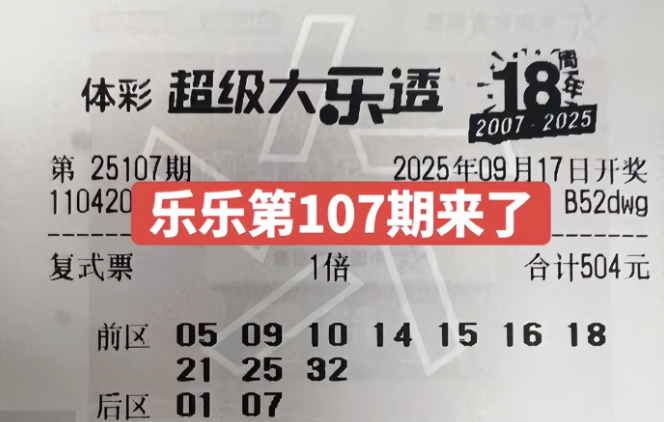 体彩 超级大乐透 18周年
2007-2025
第 25107期 2025年09月17日开奖
110420 B52dwg
乐乐第107期来了
复式票 1倍 合计504元
前区 05 09 10 14 15 16 18
21 25 32
后区 01 07